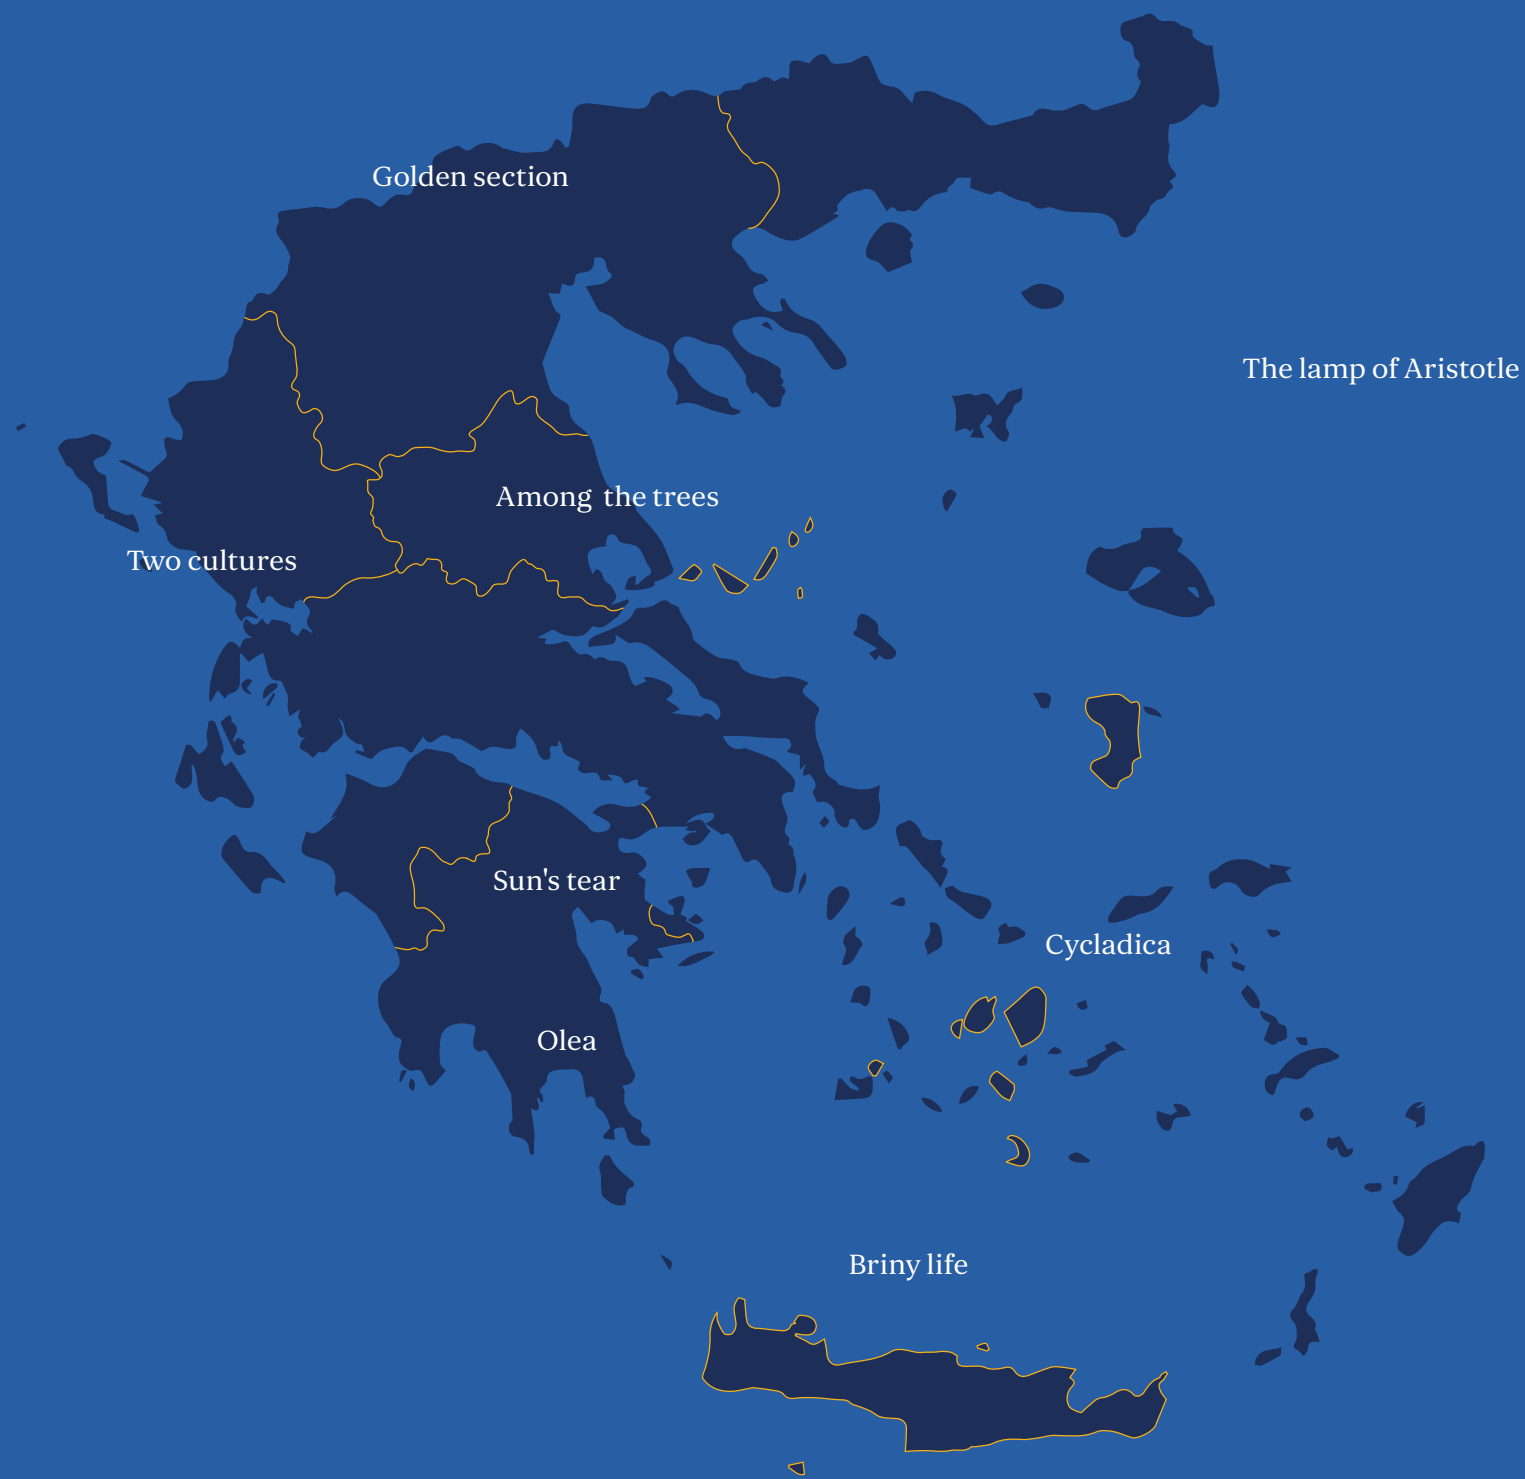 Golden section
The lamp of Aristotle
Among the trees
Two cultures
Sun's tear
Cycladica
Olea
Briny life